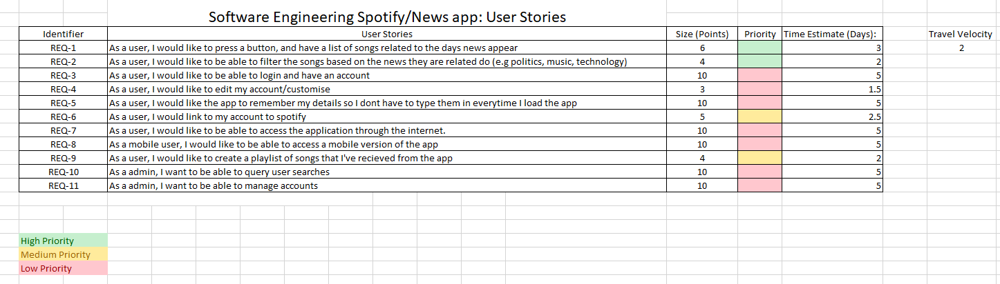 Software Engineering Spotify/News app: User Stories
Identifier User Stories Size (Points) Priority Time Estimate (Days): Travel Velocity
REQ-1 As a user, I would like to press a button, and have a list of songs related to the days news appear 6 3 2
REQ-2 As a user, I would like to be able to filter the songs based on the news they are related do (e.g politics, music, technology) 4 2
REQ-3 As a user, I would like to be able to login and have an account 10 5
REQ-4 As a user, I would like to edit my account/customise 3 1.5
REQ-5 As a user, I would like the app to remember my details so I dont have to type them in everytime I load the app 10 5
REQ-6 As a user, I would link to my account to spotify 5 2.5
REQ-7 As a user, I would like to be able to access the application through the internet. 10 5
REQ-8 As a mobile user, I would like to be able to access a mobile version of the app 10 5
REQ-9 As a user, I would like to create a playlist of songs that I've recieved from the app 4 2
REQ-10 As a admin, I want to be able to query user searches 10 5
REQ-11 As a admin, I want to be able to manage accounts 10 5
High Priority
Medium Priority
Low Priority